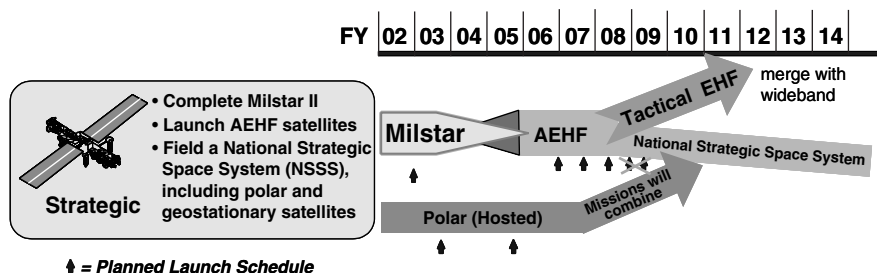 FY 02 03 04 05 06 07 08 09 10 11 12 13 14
merge with
wideband
Tactical EHF
• Complete Milstar II
• Launch AEHF satellites
• Field a National Strategic
Space System (NSSS),
including polar and
geostationary satellites
Strategic
Milstar
AEHF
National Strategic Space System
Missions will
combine
Polar (Hosted)
= Planned Launch Schedule